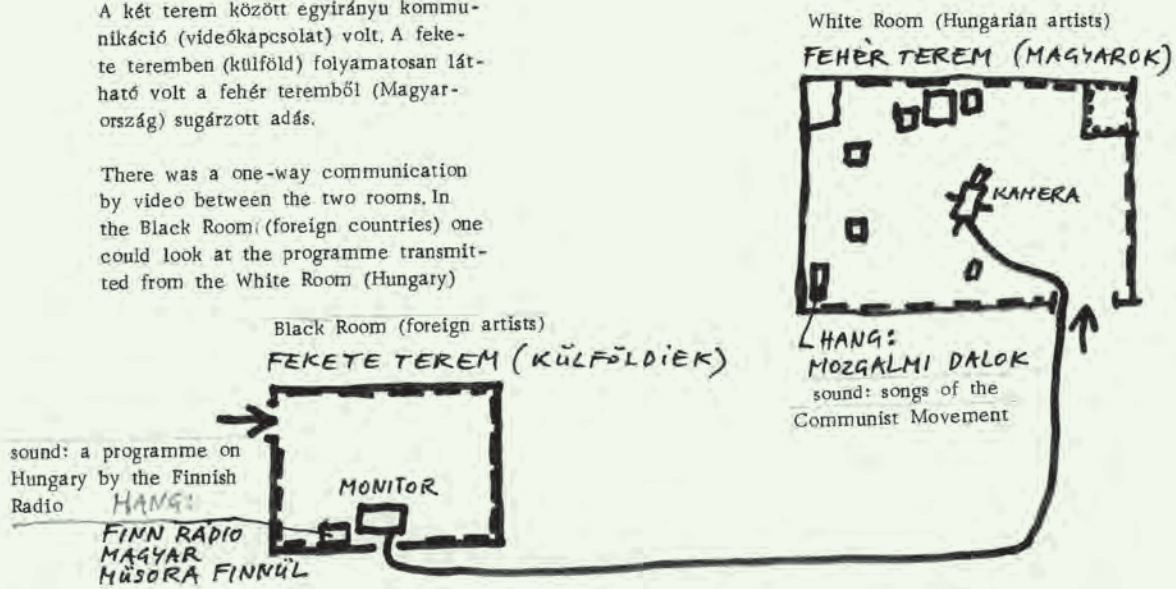 A két terem között egyirányu kommu-
nikáció (videókapcsolat) volt. A feke-
te teremben (külföld) folyamatosan lát-
ható volt a fehér teremből (Magyar-
ország) sugárzott adás.
There was a one-way communication
by video between the two rooms. In
the Black Room (foreign countries) one
could look at the programme transmit-
ted from the White Room (Hungary)
White Room (Hungarian artists)
FEHÉR TEREM (MAGYAROK)
KAMERA
HANG:
MOZGALMI DALOK
sound: songs of the
Communist Movement
Black Room (foreign artists)
FEKETE TEREM (KÜLFÖLDIEK)
MONITOR
sound: a programme on
Hungary by the Finnish
Radio
HANG:
FINN RÁDIO
MAGYAR
MŰSORA FINNÜL